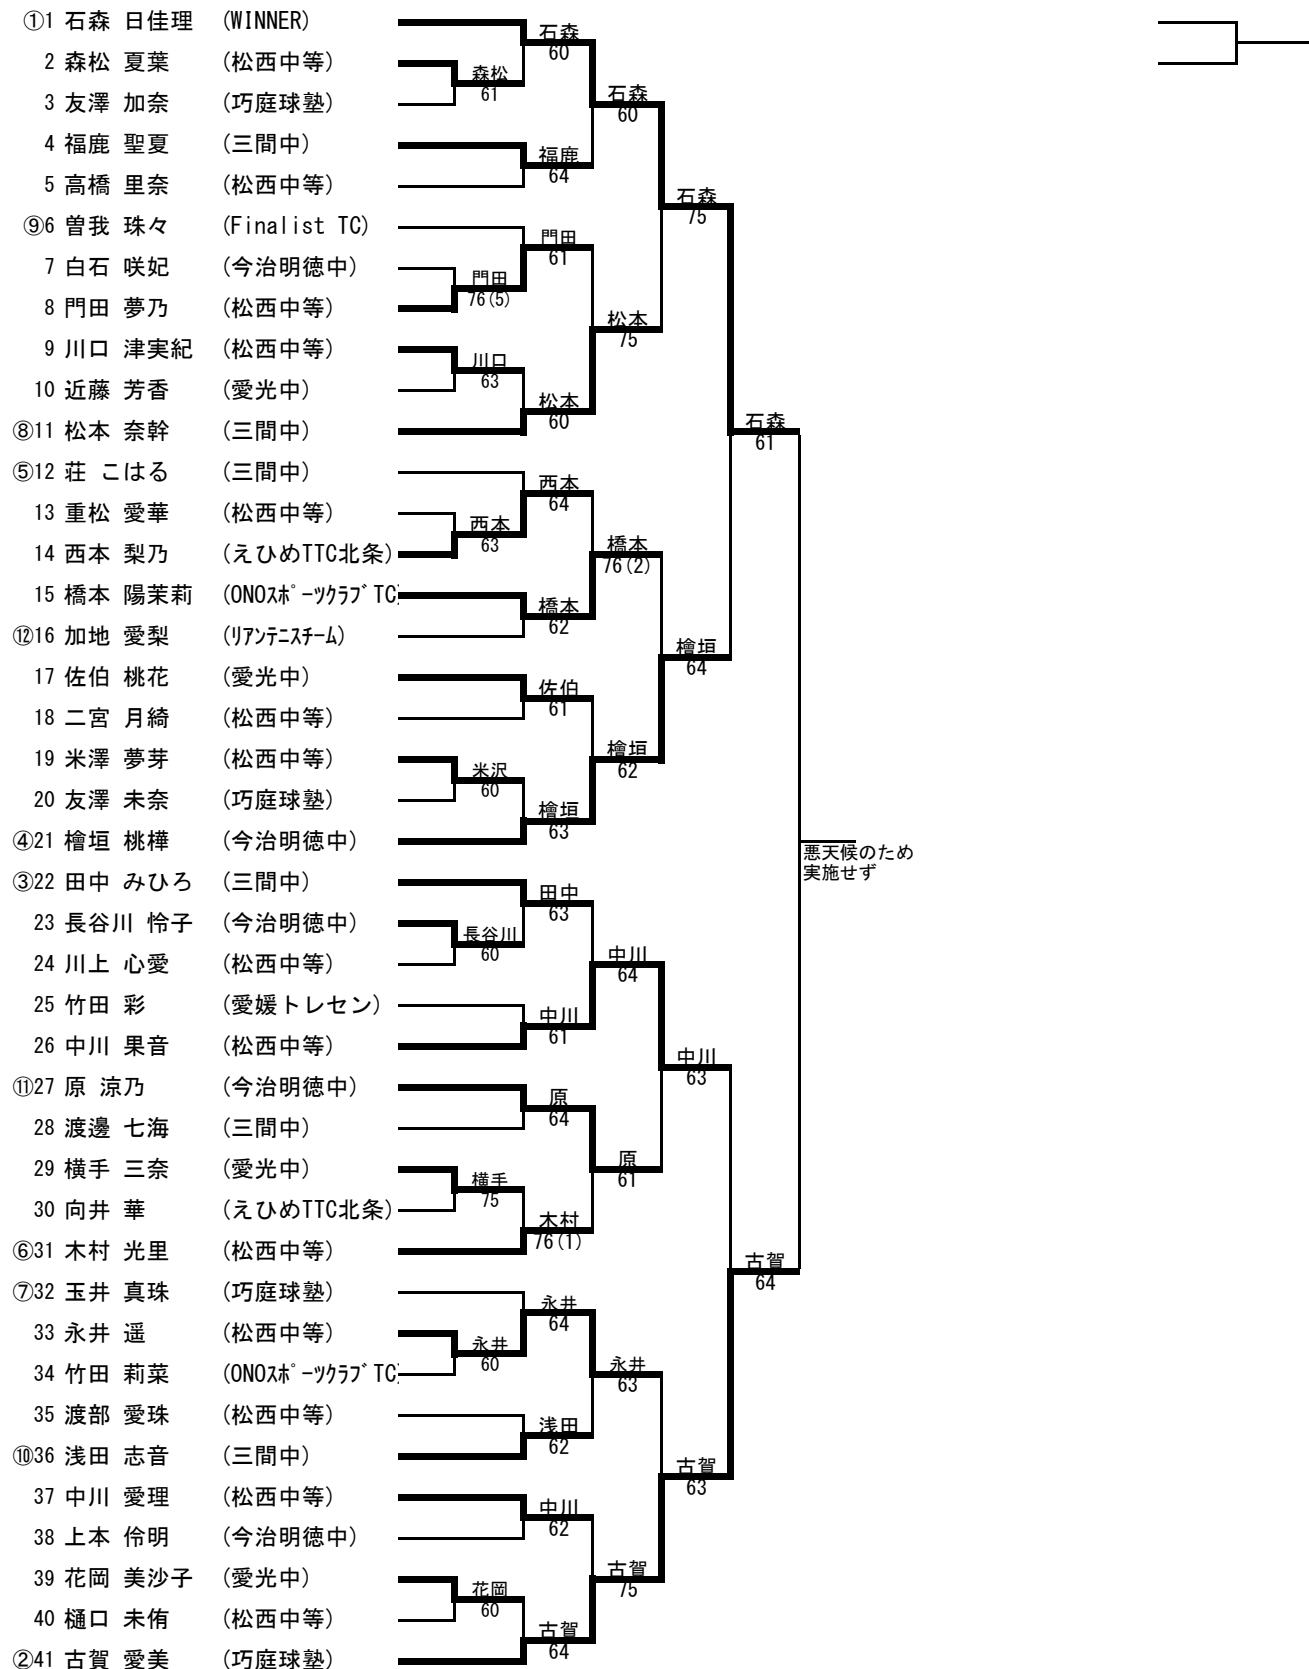 ①1 石森 日佳理 (WINNER)
石森
60
2 森松 夏葉 (松西中等)
森松
61
3 友澤 加奈 (巧庭球塾)
石森
60
4 福鹿 聖夏 (三間中)
福鹿
64
5 高橋 里奈 (松西中等)
石森
75
⑨6 曽我 珠々 (Finalist TC)
門田
61
7 白石 咲妃 (今治明徳中)
門田
76(5)
8 門田 夢乃 (松西中等)
松本
75
9 川口 津実紀 (松西中等)
川口
63
10 近藤 芳香 (愛光中)
松本
60
⑧11 松本 奈幹 (三間中)
石森
61
⑤12 荘 こはる (三間中)
西本
64
13 重松 愛華 (松西中等)
西本
63
14 西本 梨乃 (えひめTTC北条)
橋本
76(2)
15 橋本 陽茉莉 (ONOスポーツクラブTC)
橋本
62
⑫16 加地 愛梨 (リアンテニスチーム)
檜垣
64
17 佐伯 桃花 (愛光中)
佐伯
61
18 二宮 月綺 (松西中等)
檜垣
62
19 米澤 夢芽 (松西中等)
米沢
60
20 友澤 未奈 (巧庭球塾)
檜垣
63
④21 檜垣 桃樺 (今治明徳中)
悪天候のため
実施せず
③22 田中 みひろ (三間中)
田中
63
23 長谷川 怜子 (今治明徳中)
長谷川
60
24 川上 心愛 (松西中等)
中川
64
25 竹田 彩 (愛媛トレセン)
中川
61
26 中川 果音 (松西中等)
中川
63
⑪27 原 涼乃 (今治明徳中)
原
64
28 渡邊 七海 (三間中)
原
61
29 横手 三奈 (愛光中)
横手
75
30 向井 華 (えひめTTC北条)
木村
76(1)
⑥31 木村 光里 (松西中等)
古賀
64
⑦32 玉井 真珠 (巧庭球塾)
永井
64
33 永井 遥 (松西中等)
永井
60
34 竹田 莉菜 (ONOスポーツクラブTC)
永井
63
35 渡部 愛珠 (松西中等)
浅田
62
⑩36 浅田 志音 (三間中)
古賀
63
37 中川 愛理 (松西中等)
中川
62
38 上本 伶明 (今治明徳中)
古賀
75
39 花岡 美沙子 (愛光中)
花岡
60
40 樋口 未侑 (松西中等)
古賀
64
②41 古賀 愛美 (巧庭球塾)